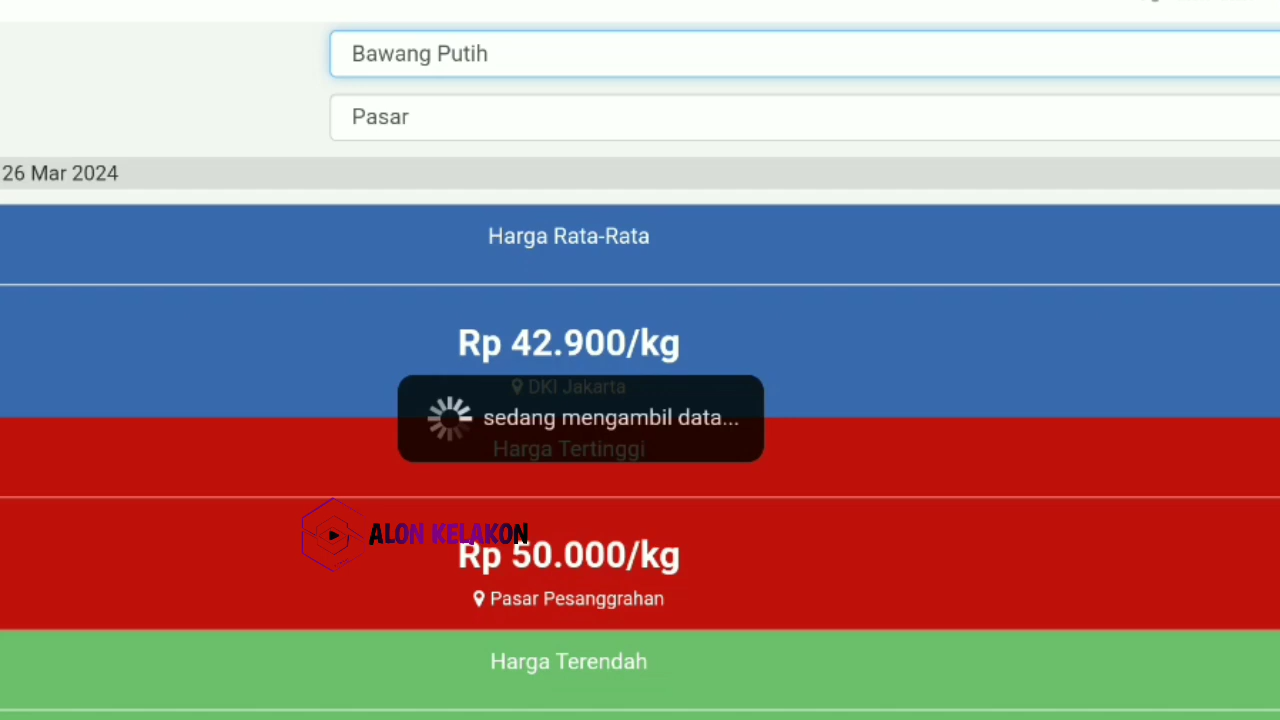 Bawang Putih
Pasar
26 Mar 2024
Harga Rata-Rata
Rp 42.900/kg
DKI Jakarta
sedang mengambil data...
Harga Tertinggi
ALON KELAKON
Rp 50.000/kg
Pasar Pesanggrahan
Harga Terendah